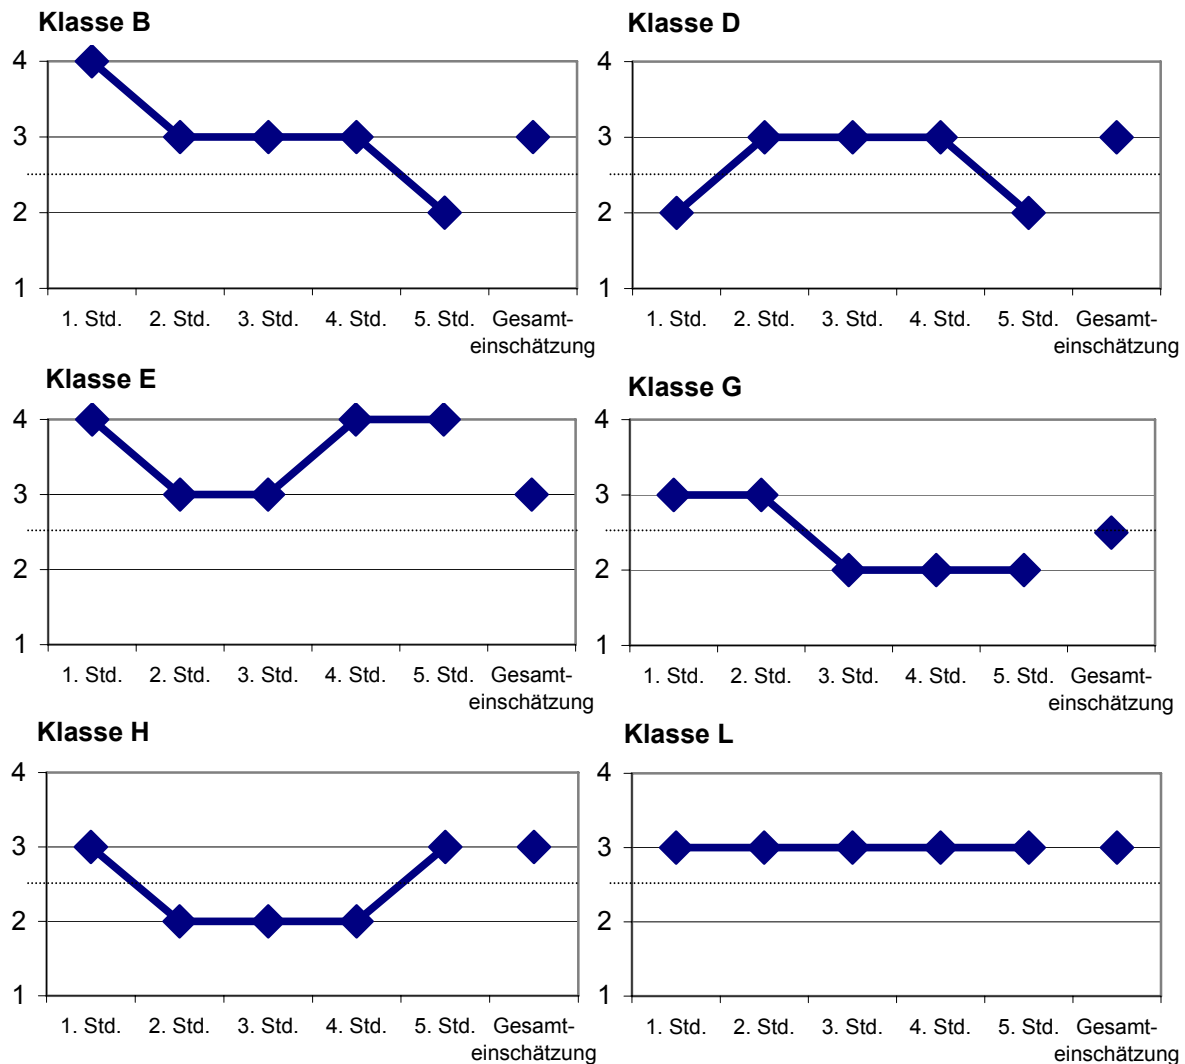 Klasse B
4
3
2
1
1. Std. 2. Std. 3. Std. 4. Std. 5. Std. Gesamt-
einschätzung
Klasse D
4
3
2
1
1. Std. 2. Std. 3. Std. 4. Std. 5. Std. Gesamt-
einschätzung
Klasse E
4
3
2
1
1. Std. 2. Std. 3. Std. 4. Std. 5. Std. Gesamt-
einschätzung
Klasse G
4
3
2
1
1. Std. 2. Std. 3. Std. 4. Std. 5. Std. Gesamt-
einschätzung
Klasse H
4
3
2
1
1. Std. 2. Std. 3. Std. 4. Std. 5. Std. Gesamt-
einschätzung
Klasse L
4
3
2
1
1. Std. 2. Std. 3. Std. 4. Std. 5. Std. Gesamt-
einschätzung